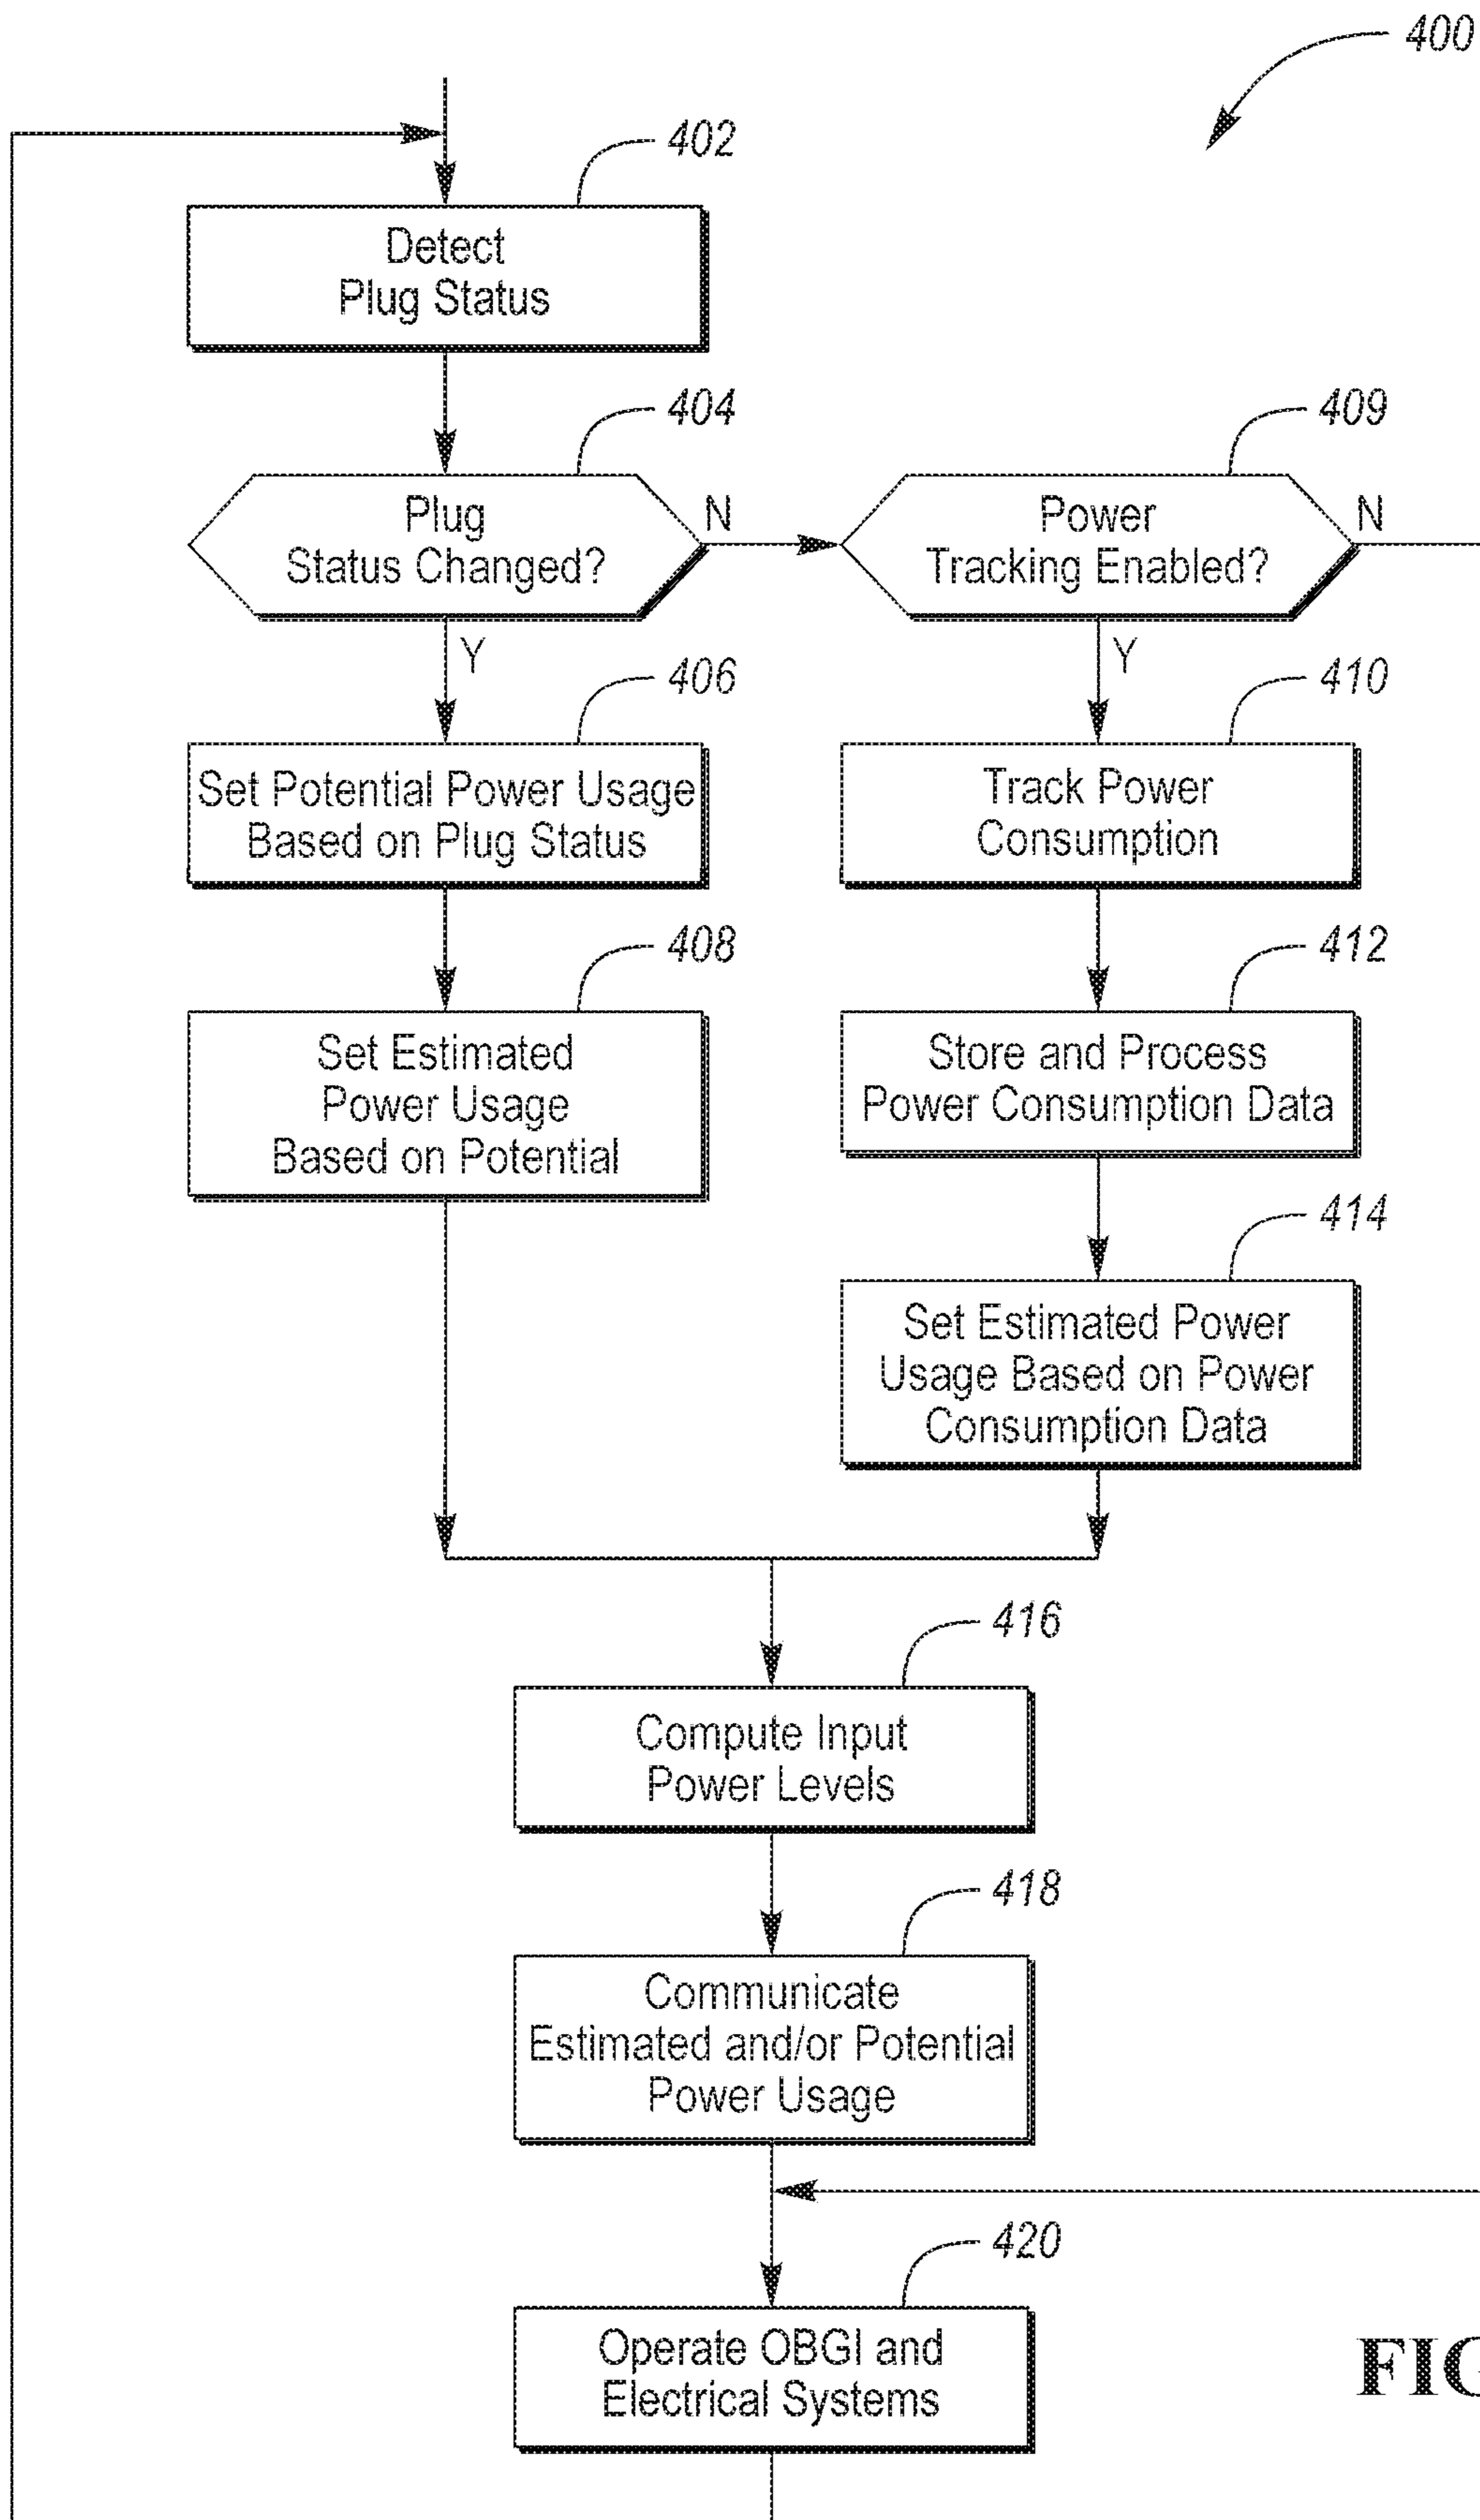 400
402
Detect
Plug Status
404
409
Plug
Status Changed?
N
Power
Tracking Enabled?
N
Y
Y
406
410
Set Potential Power Usage
Based on Plug Status
Track Power
Consumption
408
412
Set Estimated
Power Usage
Based on Potential
Store and Process
Power Consumption Data
414
Set Estimated Power
Usage Based on Power
Consumption Data
416
Compute Input
Power Levels
418
Communicate
Estimated and/or Potential
Power Usage
420
Operate OBGI and
Electrical Systems